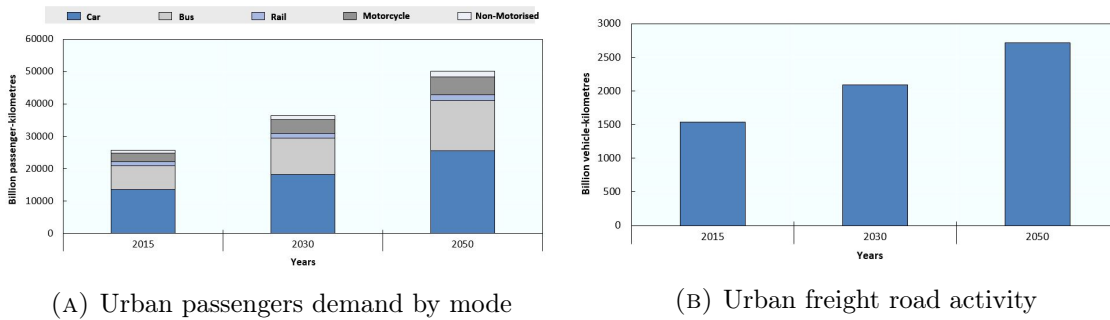 Car Bus Rail Motorcycle Non-Motorised
Billion passenger-kilometres
60000
50000
40000
30000
20000
10000
0
2015 2030 2050
Years
(A) Urban passengers demand by mode
Billion vehicle-kilometres
3000
2500
2000
1500
1000
500
0
2015 2030 2050
Years
(B) Urban freight road activity